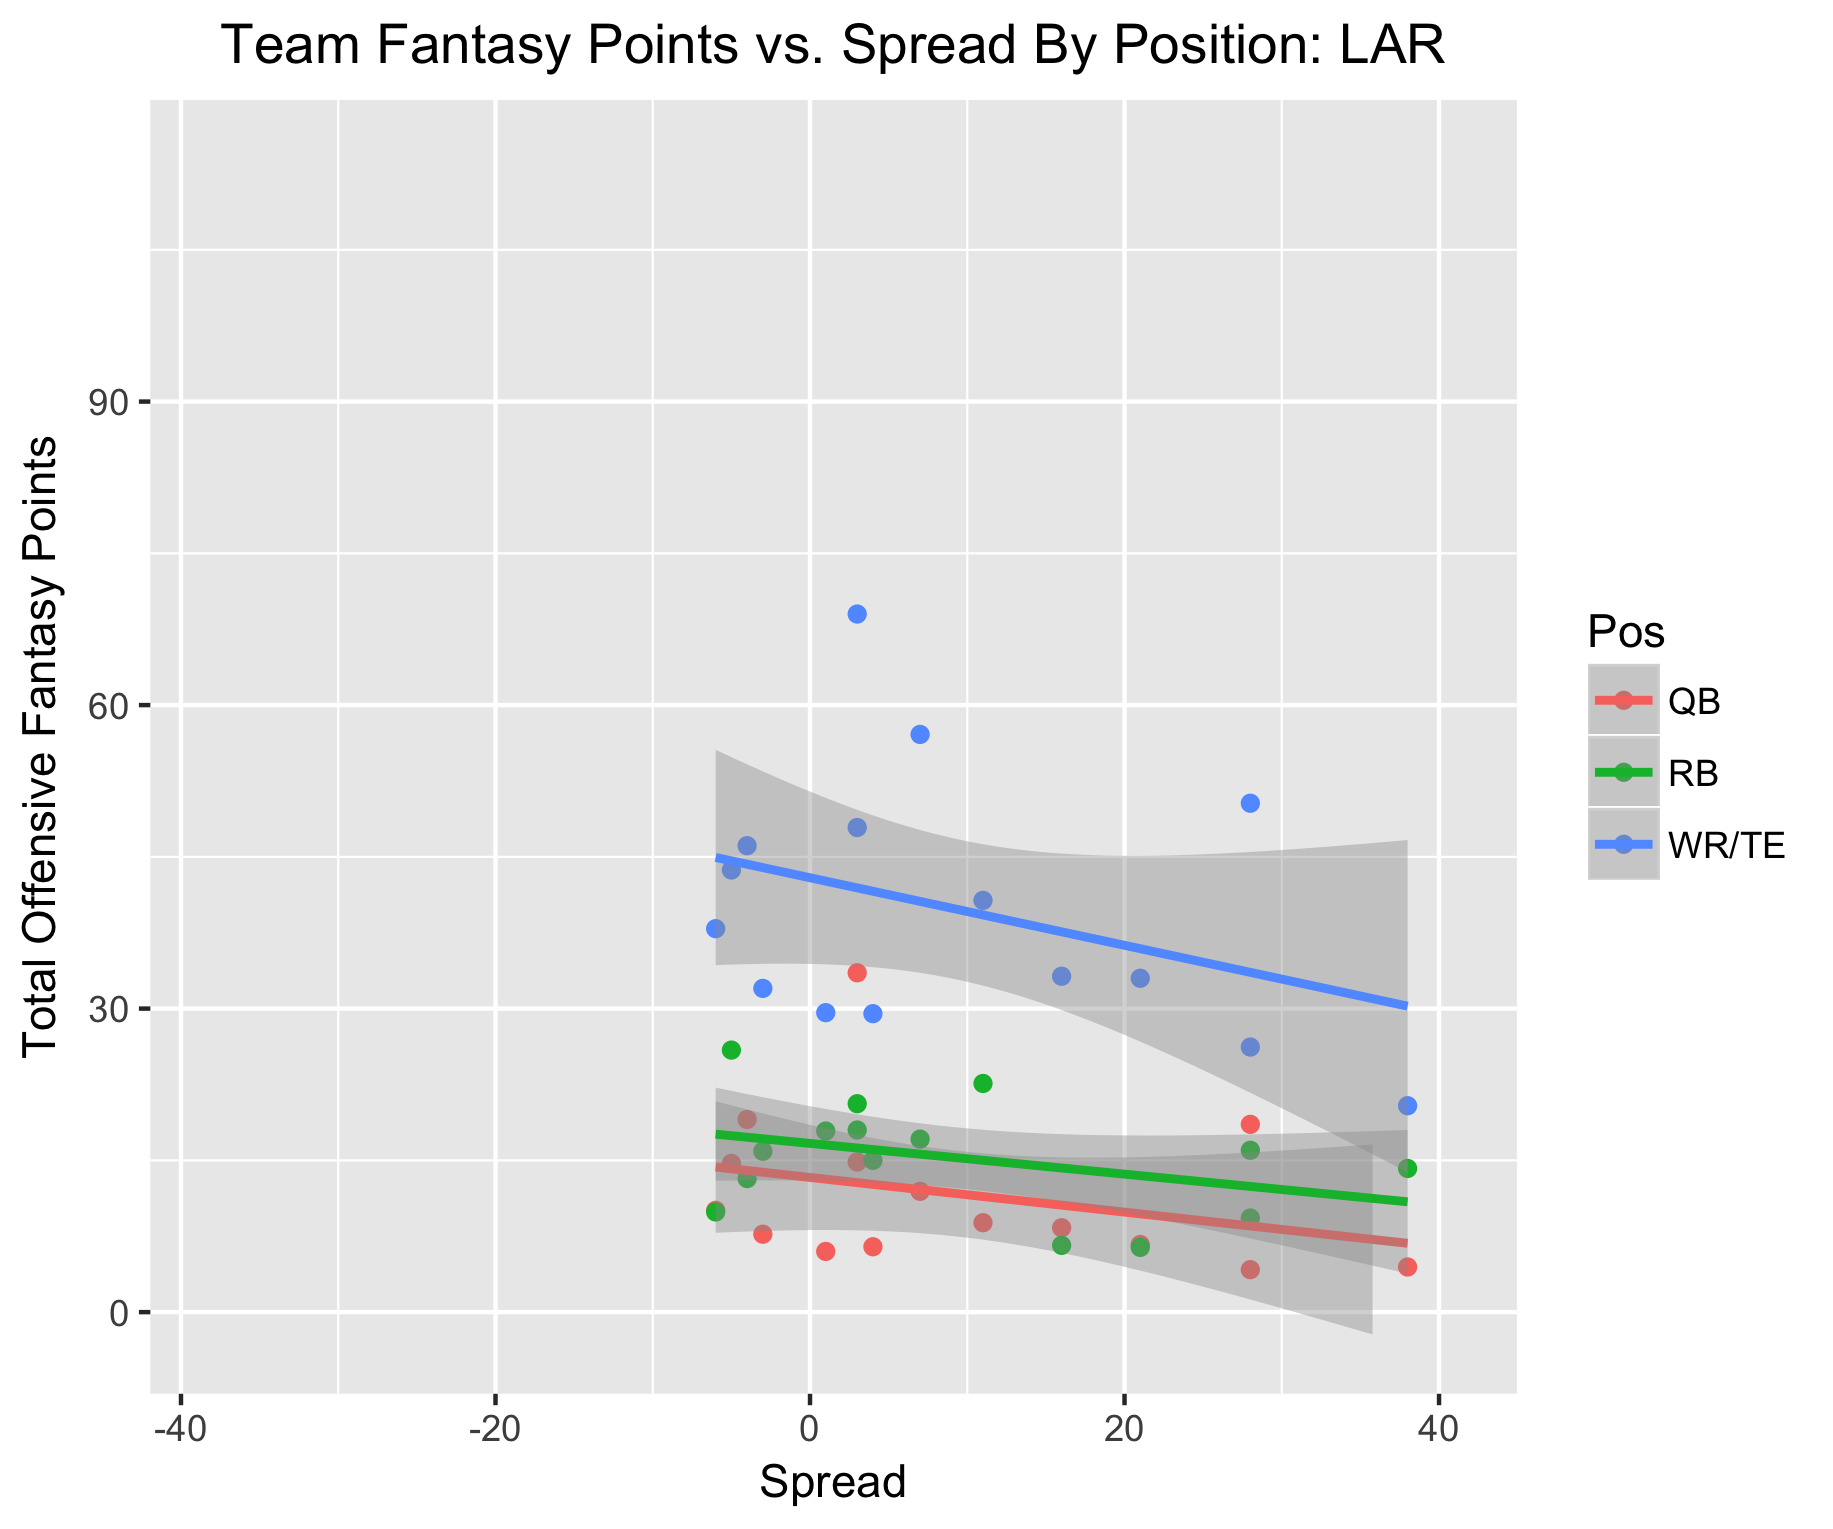 Team Fantasy Points vs. Spread By Position: LAR
Total Offensive Fantasy Points
90
60
30
0
-40
-20
0
20
40
Spread
Pos
QB
RB
WR/TE